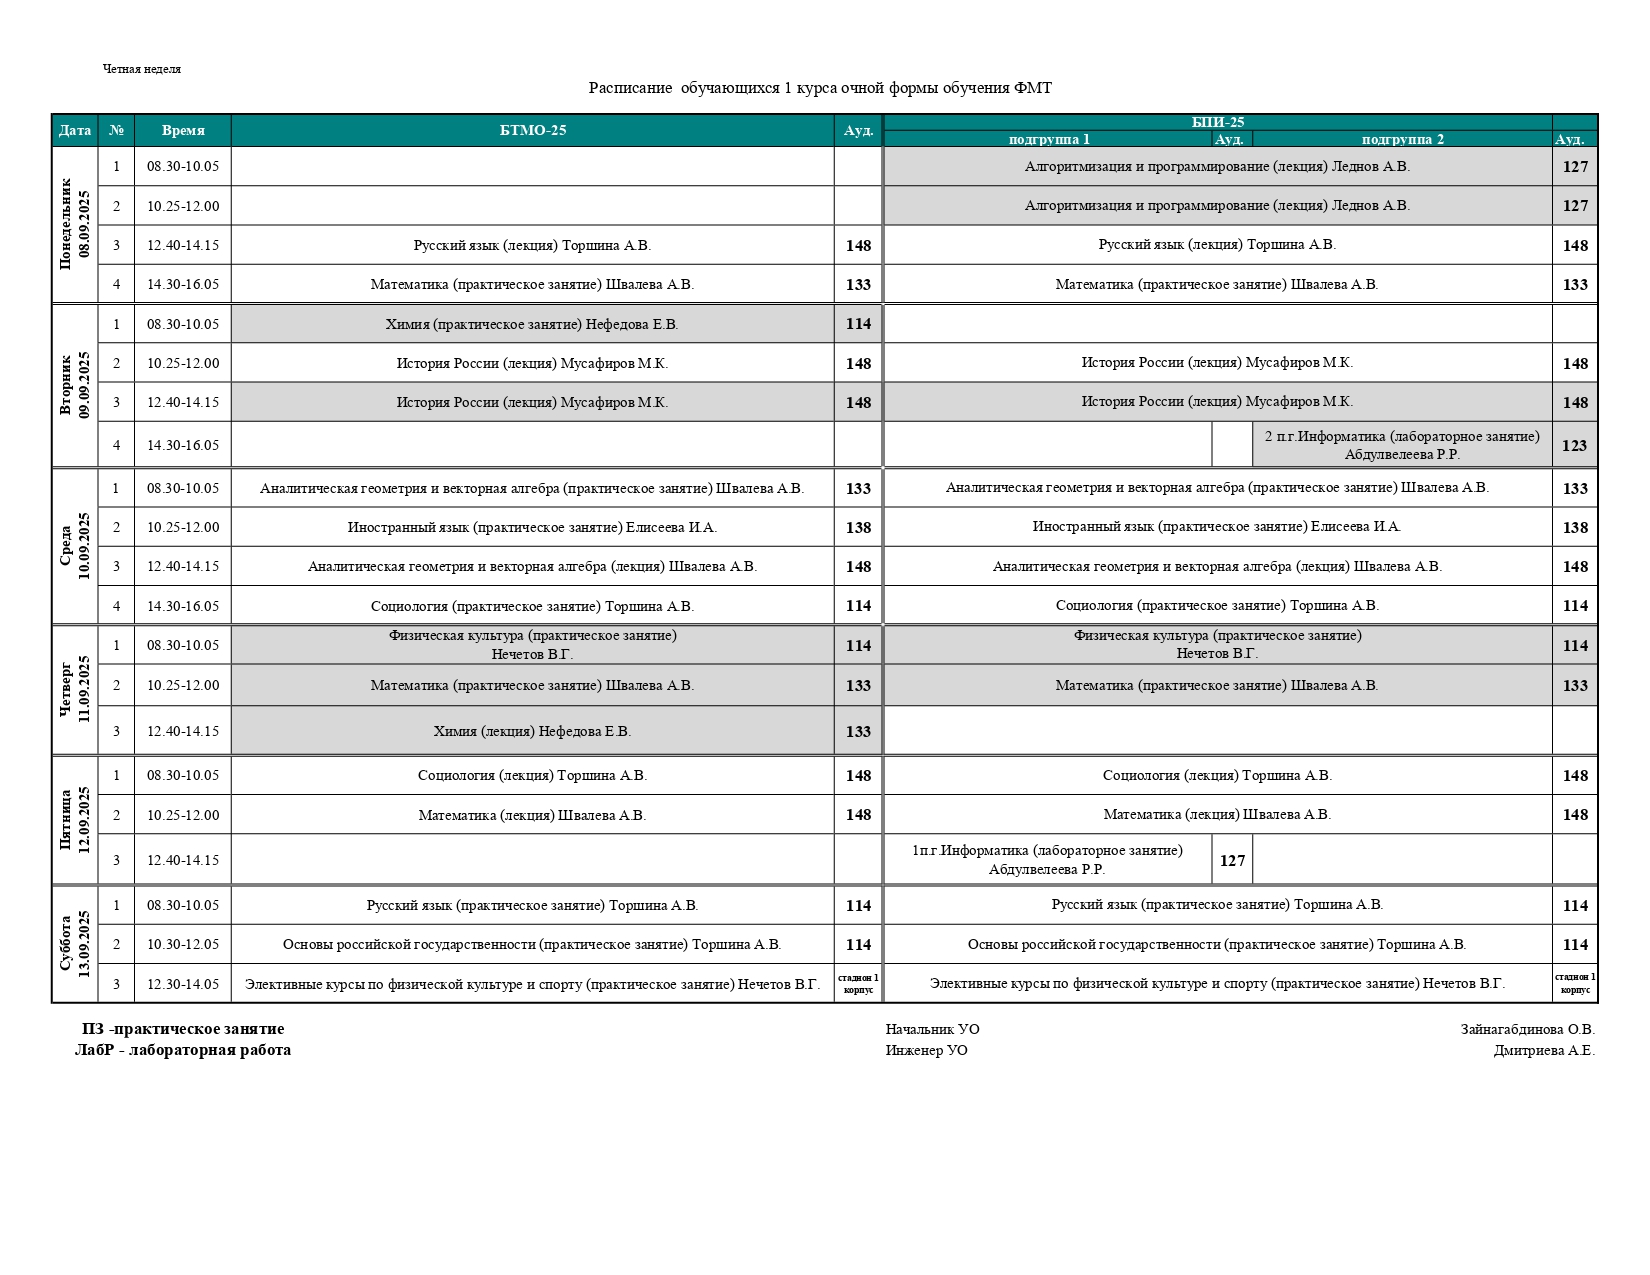 Четная неделя
Расписание обучающихся 1 курса очной формы обучения ФМТ
Дата № Время БТМО-25 Ауд. БПИ-25
подгруппа 1 Ауд. подгруппа 2 Ауд.
Понедельник
08.09.2025
1 08.30-10.05 Алгоритмизация и программирование (лекция) Леднов А.В. 127
2 10.25-12.00 Алгоритмизация и программирование (лекция) Леднов А.В. 127
3 12.40-14.15 Русский язык (лекция) Торшина А.В. 148 Русский язык (лекция) Торшина А.В. 148
4 14.30-16.05 Математика (практическое занятие) Швалева А.В. 133 Математика (практическое занятие) Швалева А.В. 133
Вторник
09.09.2025
1 08.30-10.05 Химия (практическое занятие) Нефедова Е.В. 114
2 10.25-12.00 История России (лекция) Мусафиров М.К. 148 История России (лекция) Мусафиров М.К. 148
3 12.40-14.15 История России (лекция) Мусафиров М.К. 148 История России (лекция) Мусафиров М.К. 148
4 14.30-16.05 2 п.г.Информатика (лабораторное занятие)
Абдулвелеева Р.Р. 123
Среда
10.09.2025
1 08.30-10.05 Аналитическая геометрия и векторная алгебра (практическое занятие) Швалева А.В. 133 Аналитическая геометрия и векторная алгебра (практическое занятие) Швалева А.В. 133
2 10.25-12.00 Иностранный язык (практическое занятие) Елисеева И.А. 138 Иностранный язык (практическое занятие) Елисеева И.А. 138
3 12.40-14.15 Аналитическая геометрия и векторная алгебра (лекция) Швалева А.В. 148 Аналитическая геометрия и векторная алгебра (лекция) Швалева А.В. 148
4 14.30-16.05 Социология (практическое занятие) Торшина А.В. 114 Социология (практическое занятие) Торшина А.В. 114
Четверг
11.09.2025
1 08.30-10.05 Физическая культура (практическое занятие)
Нечетов В.Г. 114 Физическая культура (практическое занятие)
Нечетов В.Г. 114
2 10.25-12.00 Математика (практическое занятие) Швалева А.В. 133 Математика (практическое занятие) Швалева А.В. 133
3 12.40-14.15 Химия (лекция) Нефедова Е.В. 133
Пятница
12.09.2025
1 08.30-10.05 Социология (лекция) Торшина А.В. 148 Социология (лекция) Торшина А.В. 148
2 10.25-12.00 Математика (лекция) Швалева А.В. 148 Математика (лекция) Швалева А.В. 148
3 12.40-14.15 1п.г.Информатика (лабораторное занятие)
Абдулвелеева Р.Р. 127
Суббота
13.09.2025
1 08.30-10.05 Русский язык (практическое занятие) Торшина А.В. 114 Русский язык (практическое занятие) Торшина А.В. 114
2 10.30-12.05 Основы российской государственности (практическое занятие) Торшина А.В. 114 Основы российской государственности (практическое занятие) Торшина А.В. 114
3 12.30-14.05 Элективные курсы по физической культуре и спорту (практическое занятие) Нечетов В.Г. стадион 1
корпус Элективные курсы по физической культуре и спорту (практическое занятие) Нечетов В.Г. стадион 1
корпус
ПЗ -практическое занятие Начальник УО Зайнагабдинова О.В.
ЛабР - лабораторная работа Инженер УО Дмитриева А.Е.